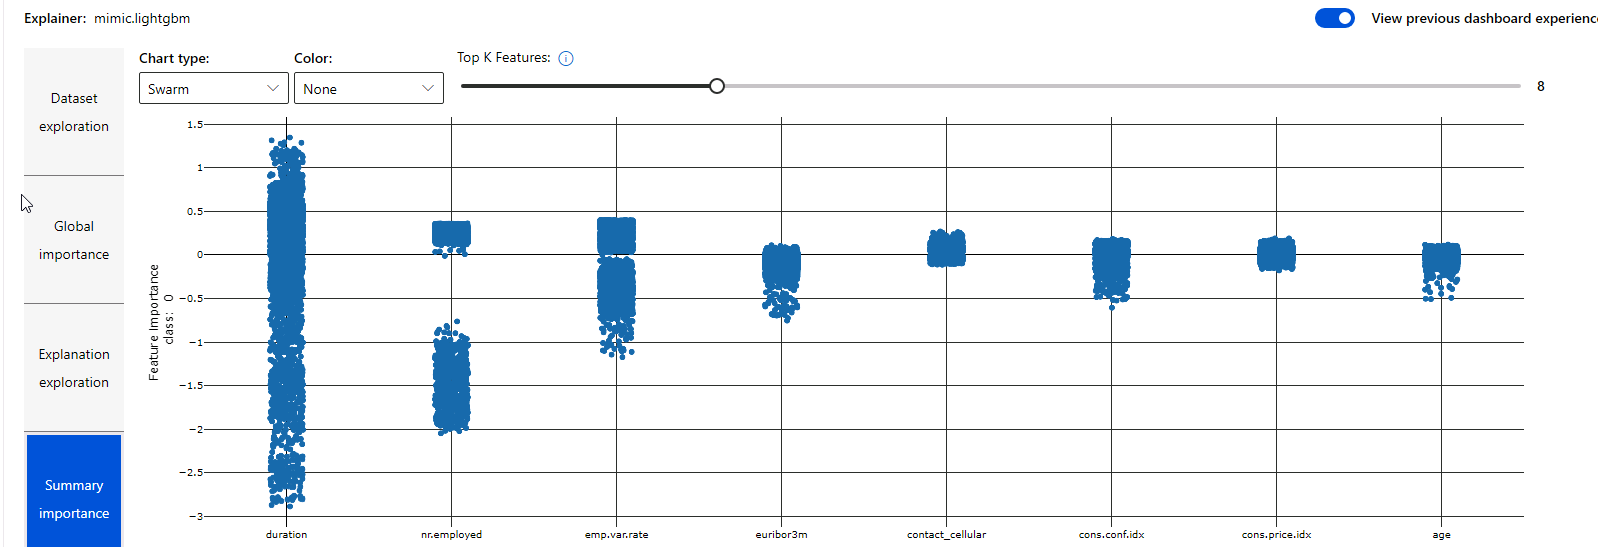 Explainer: mimic.lightgbm
View previous dashboard experience
Dataset
exploration
Global
importance
Explanation
exploration
Summary
importance
Chart type:
Swarm
Color:
None
Top K Features:
8
1.5
1
0.5
0
−0.5
−1
−1.5
−2
−2.5
−3
Feature Importance
class: 0
duration
nr.employed
emp.var.rate
euribor3m
contact_cellular
cons.conf.idx
cons.price.idx
age